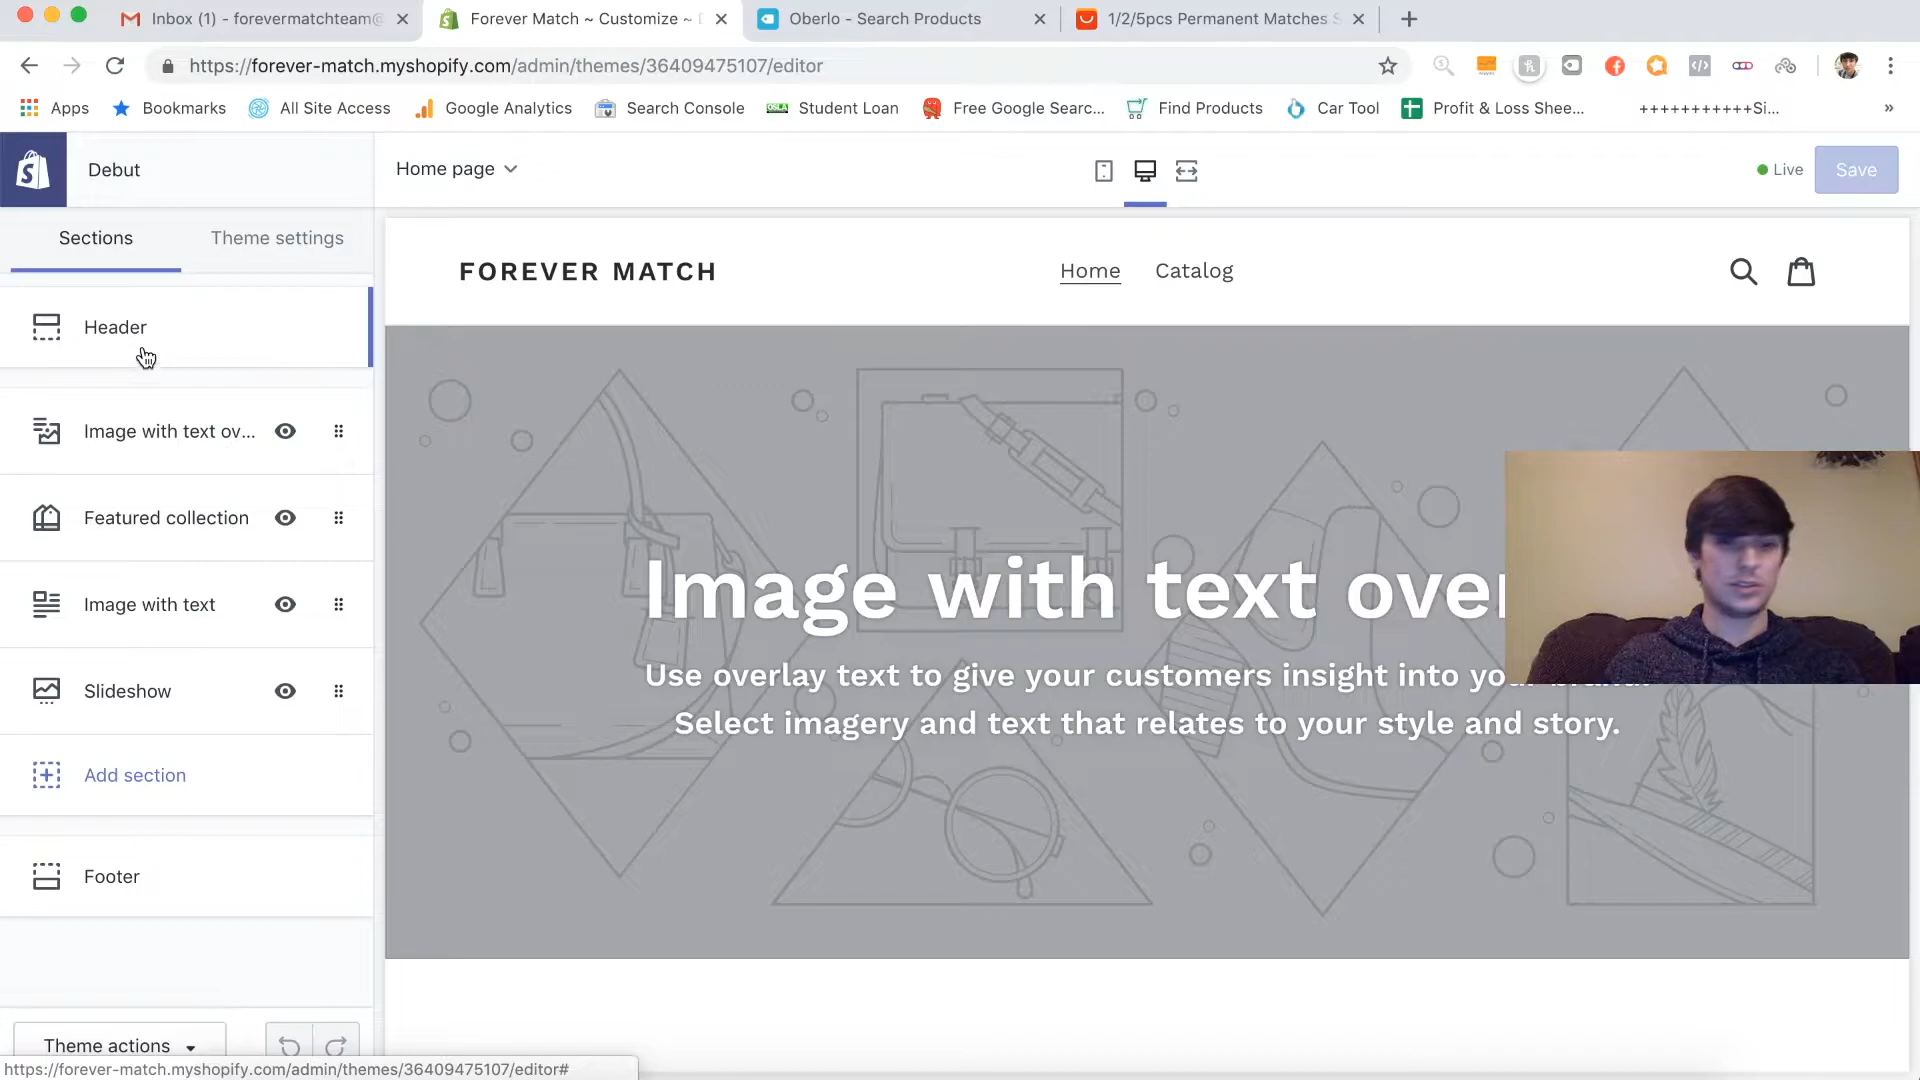 Inbox (1) - forevermatchteam@
Forever Match ~ Customize ~
Oberlo - Search Products
1/2/5pcs Permanent Matches S
https://forever-match.myshopify.com/admin/themes/36409475107/editor
Apps
Bookmarks
All Site Access
Google Analytics
Search Console
Student Loan
Free Google Searc...
Find Products
Car Tool
Profit & Loss Shee...
+++++++++++Si...
»
Debut
Home page
Live
Save
Sections
Theme settings
Header
Image with text ov...
Featured collection
Image with text
Slideshow
Add section
Footer
Theme actions
FOREVER MATCH
Home
Catalog
Image with text over
Use overlay text to give your customers insight into your brand.
Select imagery and text that relates to your style and story.
https://forever-match.myshopify.com/admin/themes/36409475107/editor#